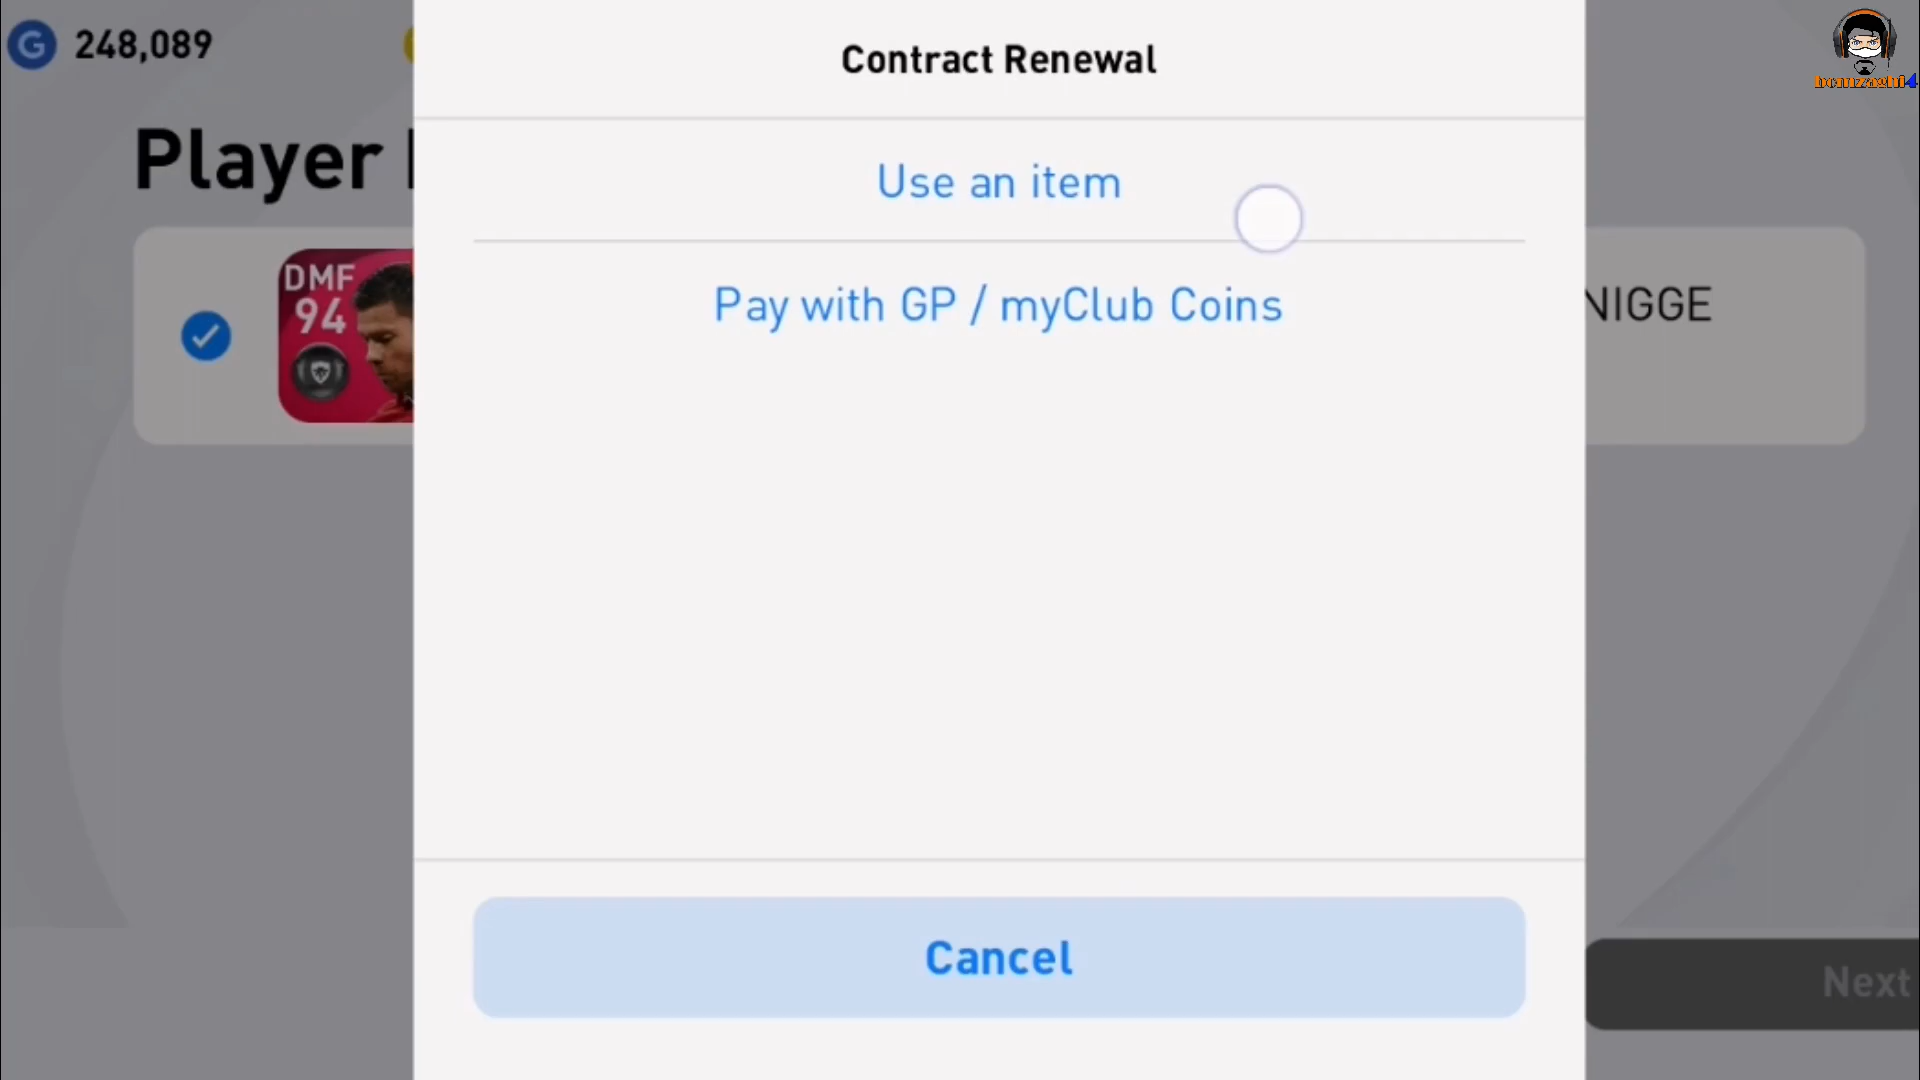 248,089
Contract Renewal
Player
Use an item
Pay with GP / myClub Coins
DMF
94
NIGGE
Cancel
Next